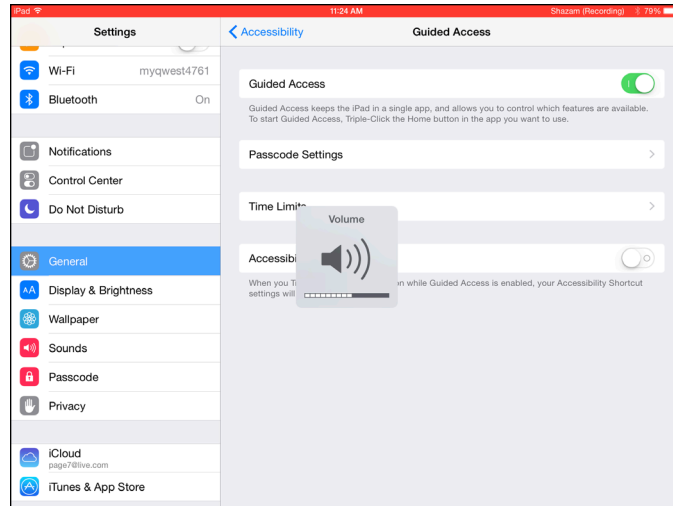 iPad 11:24 AM Shazam (Recording) 79%
Settings
Accessibility Guided Access
Wi-Fi myqwest4761
Bluetooth On
Notifications
Control Center
Do Not Disturb
General
AA Display & Brightness
Wallpaper
Sounds
Passcode
Privacy
iCloud
page7@live.com
iTunes & App Store
Guided Access
Guided Access keeps the iPad in a single app, and allows you to control which features are available.
To start Guided Access, Triple-Click the Home button in the app you want to use.
Passcode Settings
Time Limits
Volume
Accessibi
When you T on while Guided Access is enabled, your Accessibility Shortcut
settings will